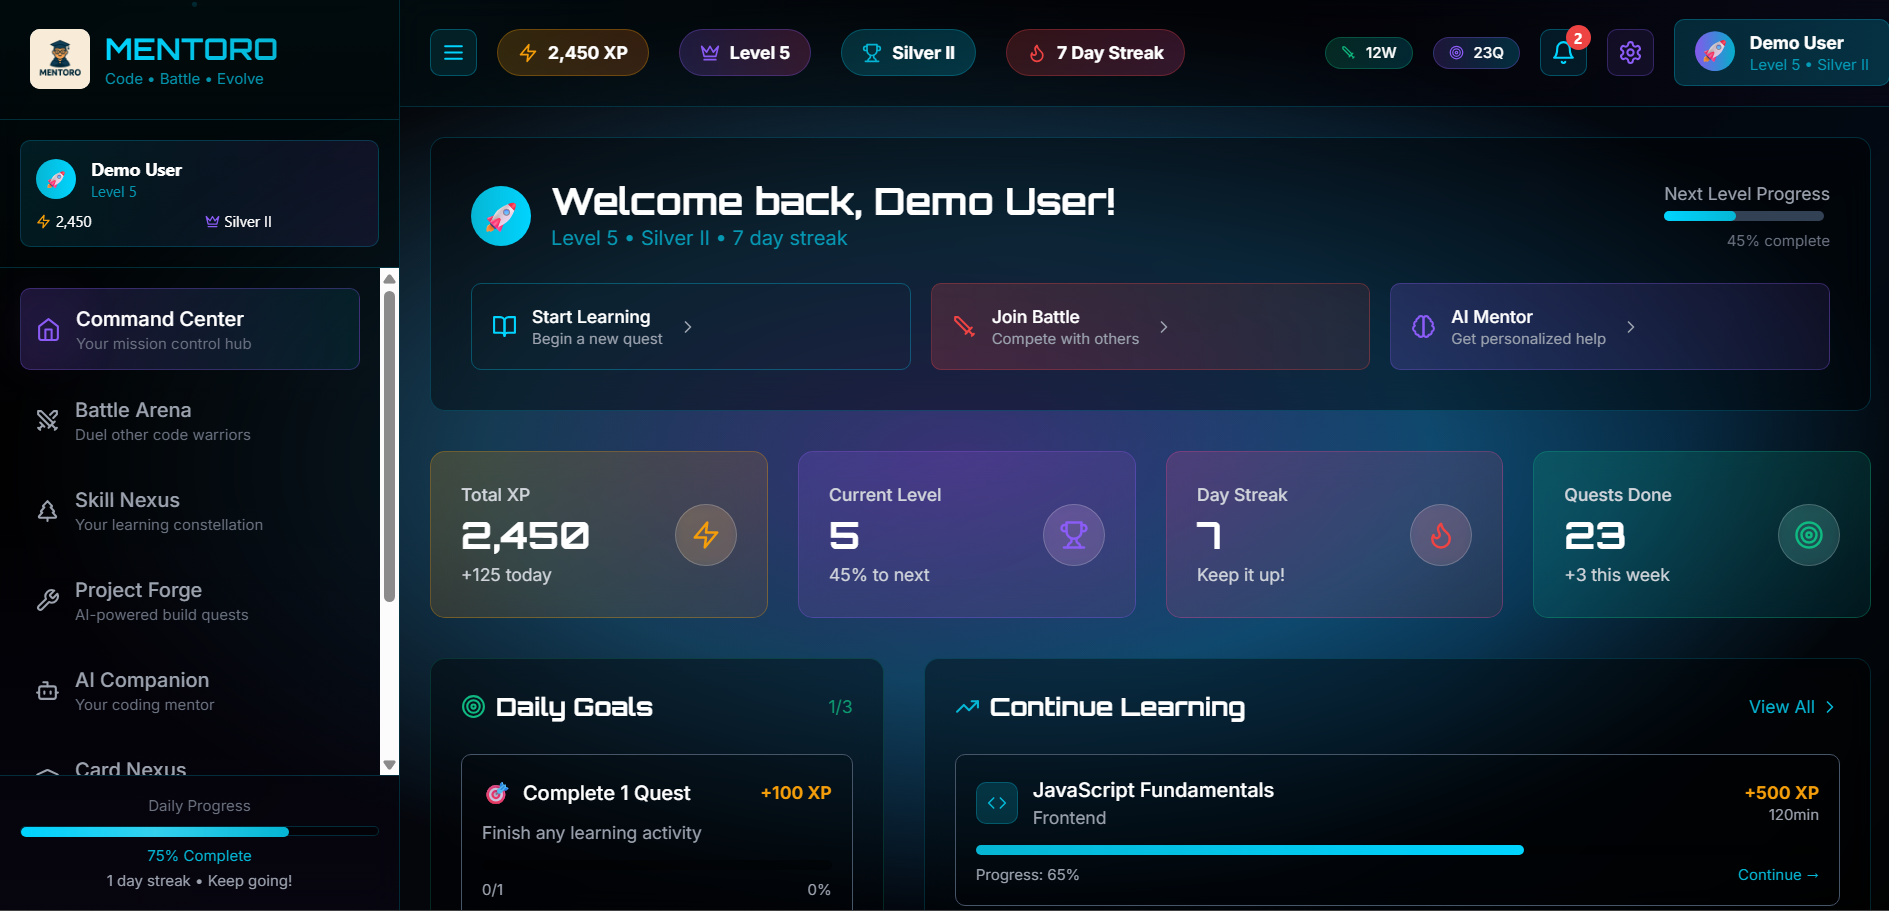 MENTORO
MENTORO
Code • Battle • Evolve
2,450 XP
Level 5
Silver II
7 Day Streak
12W
23Q
2
Demo User
Level 5 • Silver II
Demo User
Level 5
2,450
Silver II
Command Center
Your mission control hub
Battle Arena
Duel other code warriors
Skill Nexus
Your learning constellation
Project Forge
AI-powered build quests
AI Companion
Your coding mentor
Card Nexus
Daily Progress
75% Complete
1 day streak • Keep going!
Welcome back, Demo User!
Level 5 • Silver II • 7 day streak
Next Level Progress
45% complete
Start Learning
Begin a new quest
Join Battle
Compete with others
AI Mentor
Get personalized help
Total XP
2,450
+125 today
Current Level
5
45% to next
Day Streak
7
Keep it up!
Quests Done
23
+3 this week
Daily Goals
1/3
Complete 1 Quest
+100 XP
Finish any learning activity
0/1
0%
Continue Learning
View All
JavaScript Fundamentals
Frontend
+500 XP
120min
Progress: 65%
Continue →